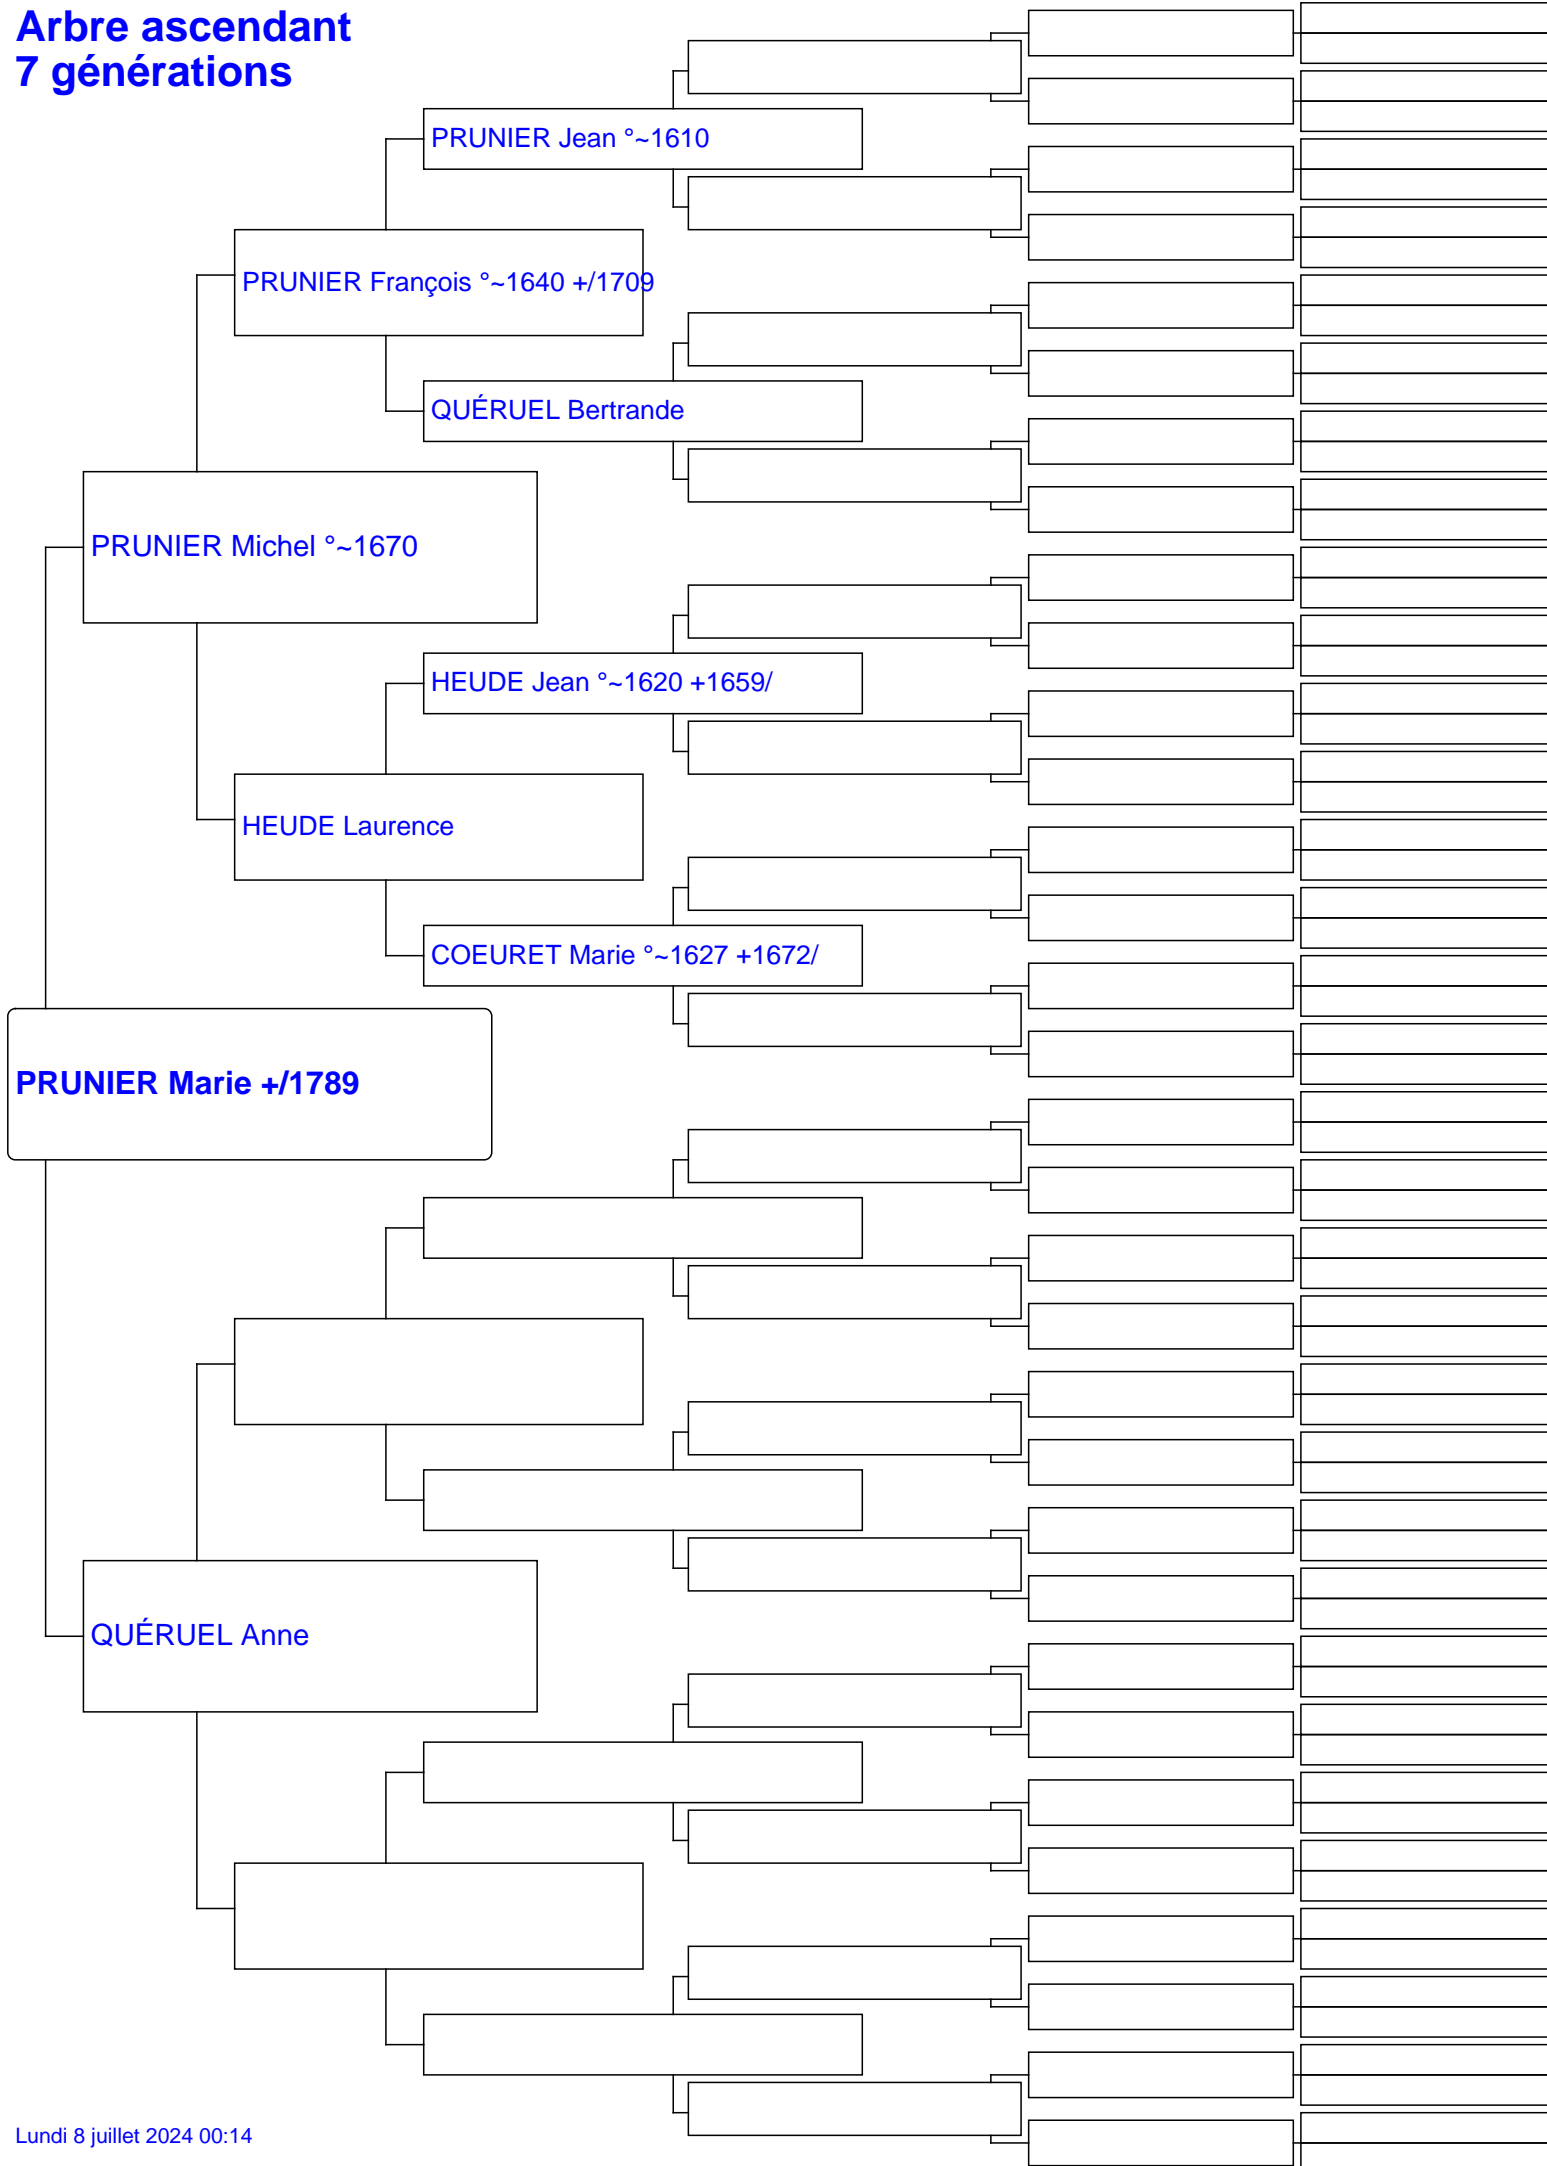 Arbre ascendant
7 générations
PRUNIER Jean °~1610
PRUNIER François °~1640 +/1709
QUÉRUEL Bertrande
PRUNIER Michel °~1670
HEUDE Jean °~1620 +1659/
HEUDE Laurence
COEURET Marie °~1627 +1672/
PRUNIER Marie +/1789
QUÉRUEL Anne
Lundi 8 juillet 2024 00:14